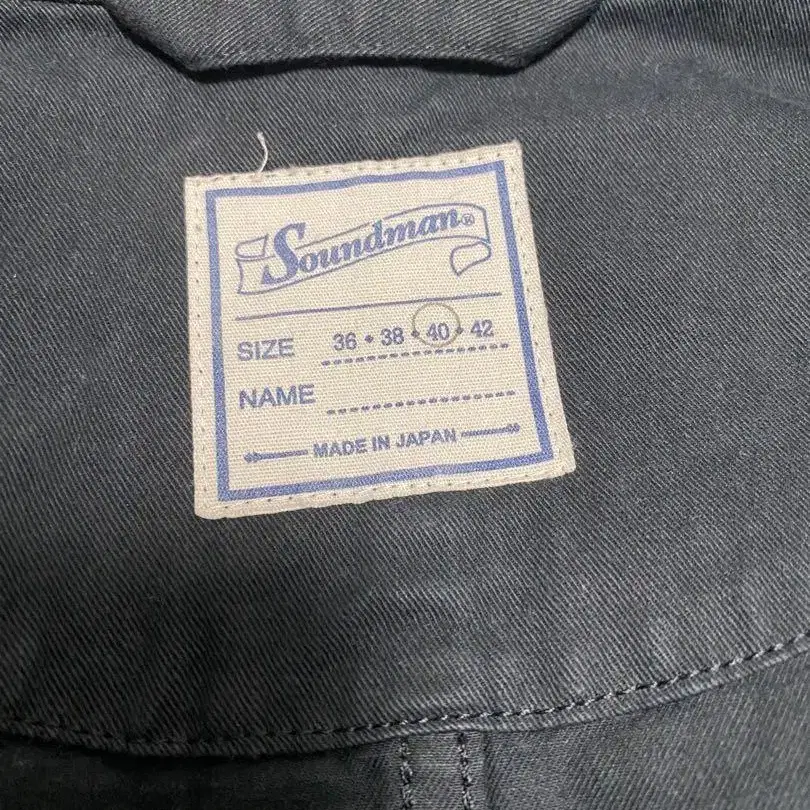 Soundman®
SIZE 36 • 38 • 40 • 42
NAME
MADE IN JAPAN